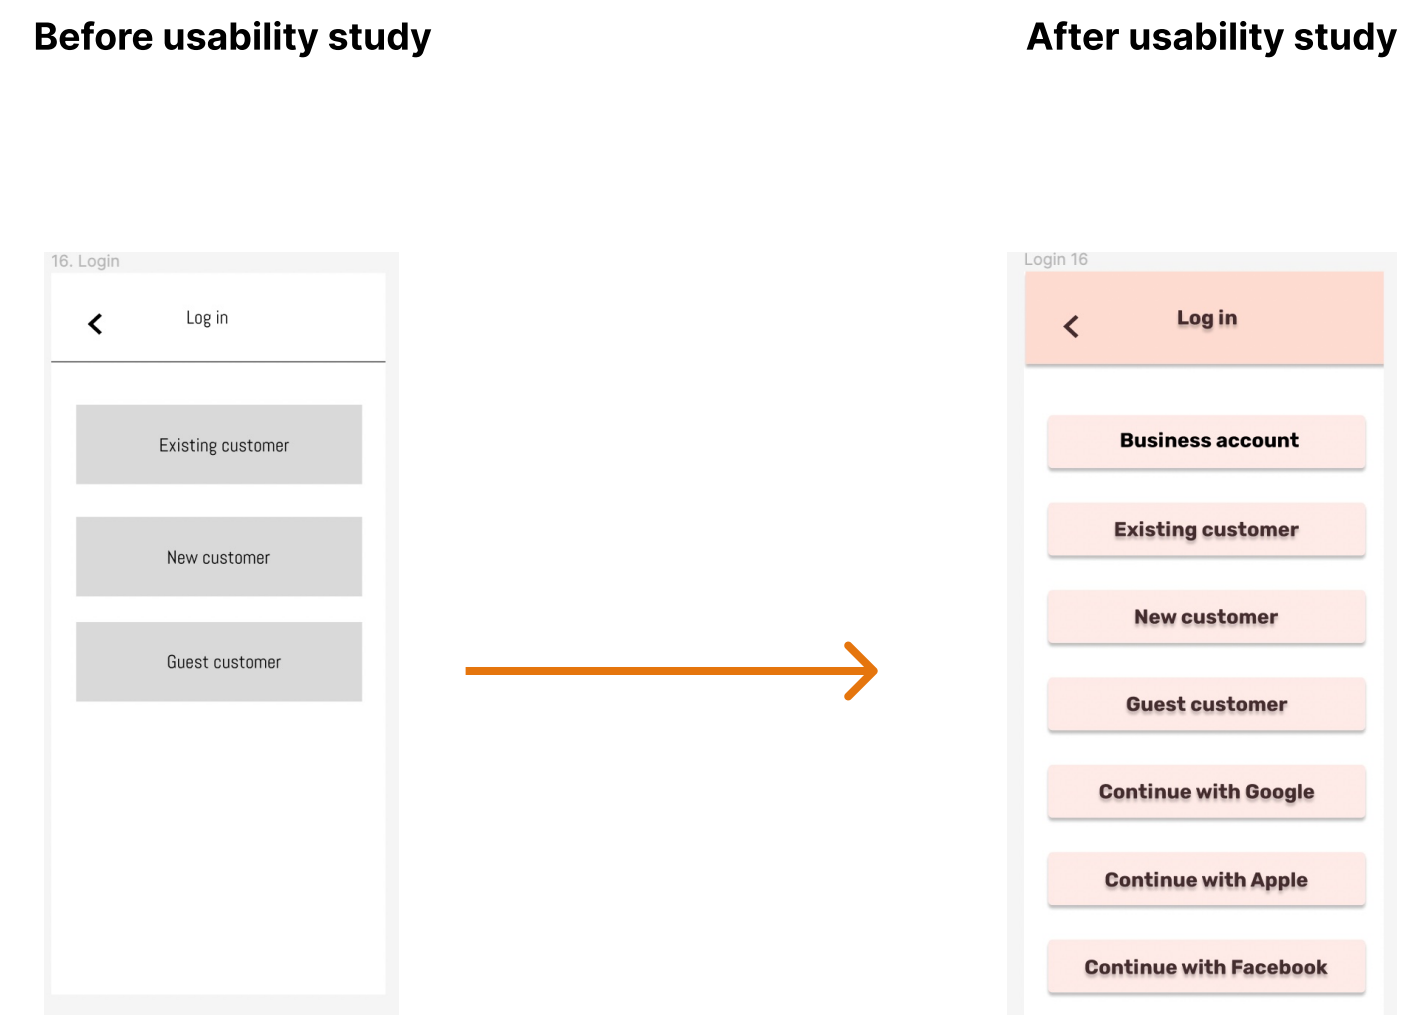 Before usability study
After usability study
16. Login
Log in
Existing customer
New customer
Guest customer
Login 16
Log in
Business account
Existing customer
New customer
Guest customer
Continue with Google
Continue with Apple
Continue with Facebook